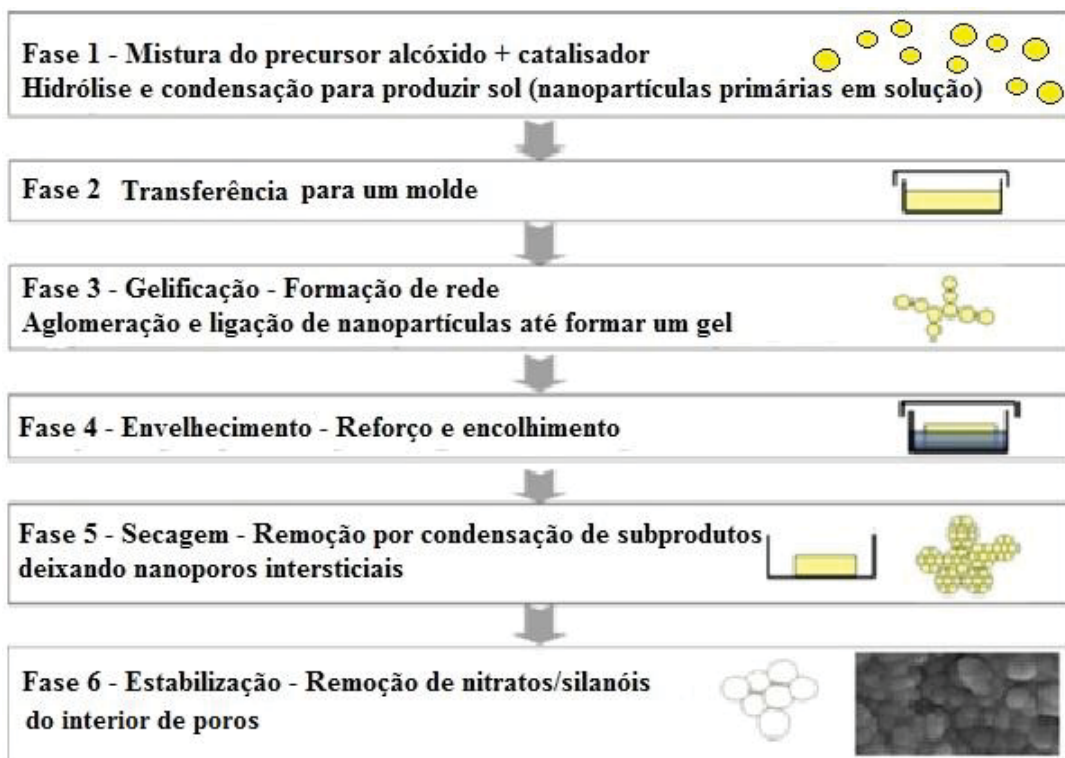 Fase 1 - Mistura do precursor alcóxido + catalisador
Hidrólise e condensação para produzir sol (nanopartículas primárias em solução)
Fase 2 Transferência para um molde
Fase 3 - Gelificação - Formação de rede
Aglomeração e ligação de nanopartículas até formar um gel
Fase 4 - Envelhecimento - Reforço e encolhimento
Fase 5 - Secagem - Remoção por condensação de subprodutos
deixando nanoporos intersticiais
Fase 6 - Estabilização - Remoção de nitratos/silanóis
do interior de poros